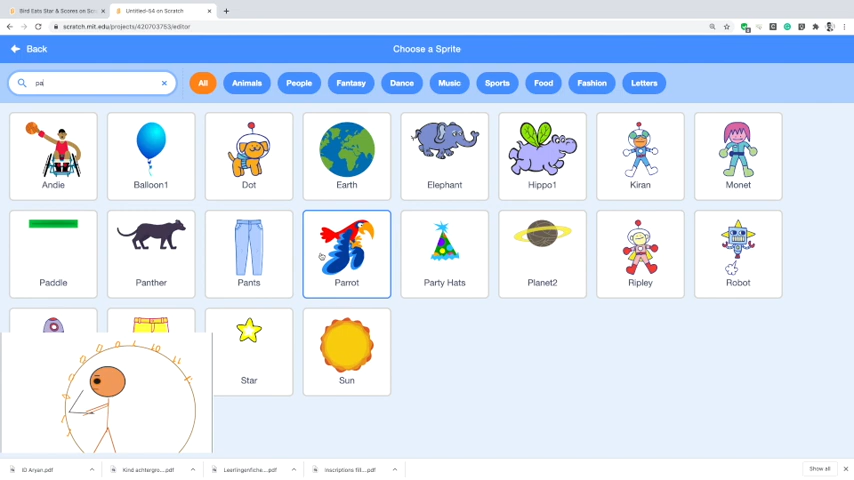 Bird Eats Star & Scores on Scr
Untitled-54 on Scratch
scratch.mit.edu/projects/420703783/editor
Back
Choose a Sprite
pa
All
Animals
People
Fantasy
Dance
Music
Sports
Food
Fashion
Letters
Andie
Balloon1
Dot
Earth
Elephant
Hippo1
Kiran
Monet
Paddle
Panther
Pants
Parrot
Party Hats
Planet2
Ripley
Robot
Star
Sun
ID Aryan.pdf
Kind achtergro....pdf
Leerlingenfiche....pdf
inscriptions fill....pdf
Show all